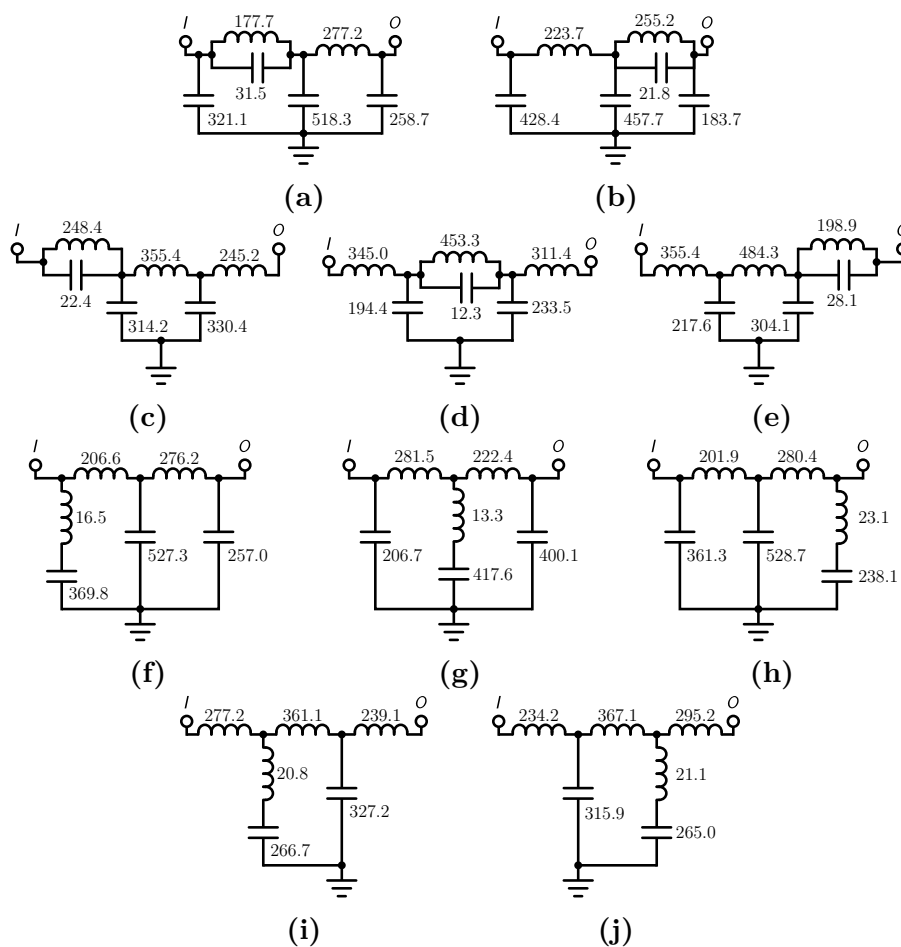 I 177.7 277.2 O
31.5
321.1 518.3 258.7
(a)
I 223.7 255.2 O
21.8
428.4 457.7 183.7
(b)
I 248.4 355.4 245.2 O
22.4
314.2 330.4
(c)
I 345.0 453.3 311.4 O
194.4 12.3 233.5
(d)
I 355.4 484.3 198.9 O
28.1
217.6 304.1
(e)
I 206.6 276.2 O
16.5
527.3 257.0
369.8
(f)
I 281.5 222.4 O
13.3
206.7 400.1
417.6
(g)
I 201.9 280.4 O
23.1
361.3 528.7
238.1
(h)
I 277.2 361.1 239.1 O
20.8
327.2
266.7
(i)
I 234.2 367.1 295.2 O
21.1
315.9
265.0
(j)